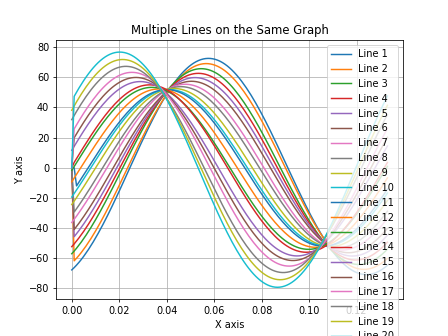 Multiple Lines on the Same Graph
80
60
40
20
0
−20
−40
−60
−80
Y axis
0.00 0.02 0.04 0.06 0.08 0.10
X axis
Line 1
Line 2
Line 3
Line 4
Line 5
Line 6
Line 7
Line 8
Line 9
Line 10
Line 11
Line 12
Line 13
Line 14
Line 15
Line 16
Line 17
Line 18
Line 19
Line 20